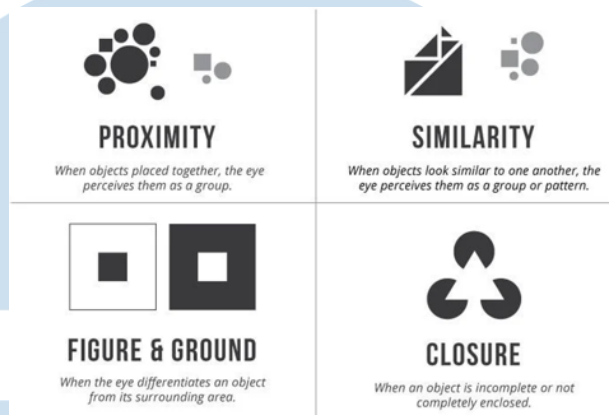 PROXIMITY
When objects placed together, the eye
perceives them as a group.
SIMILARITY
When objects look similar to one another, the
eye perceives them as a group or pattern.
FIGURE & GROUND
When the eye differentiates an object
from its surrounding area.
CLOSURE
When an object is incomplete or not
completely enclosed.